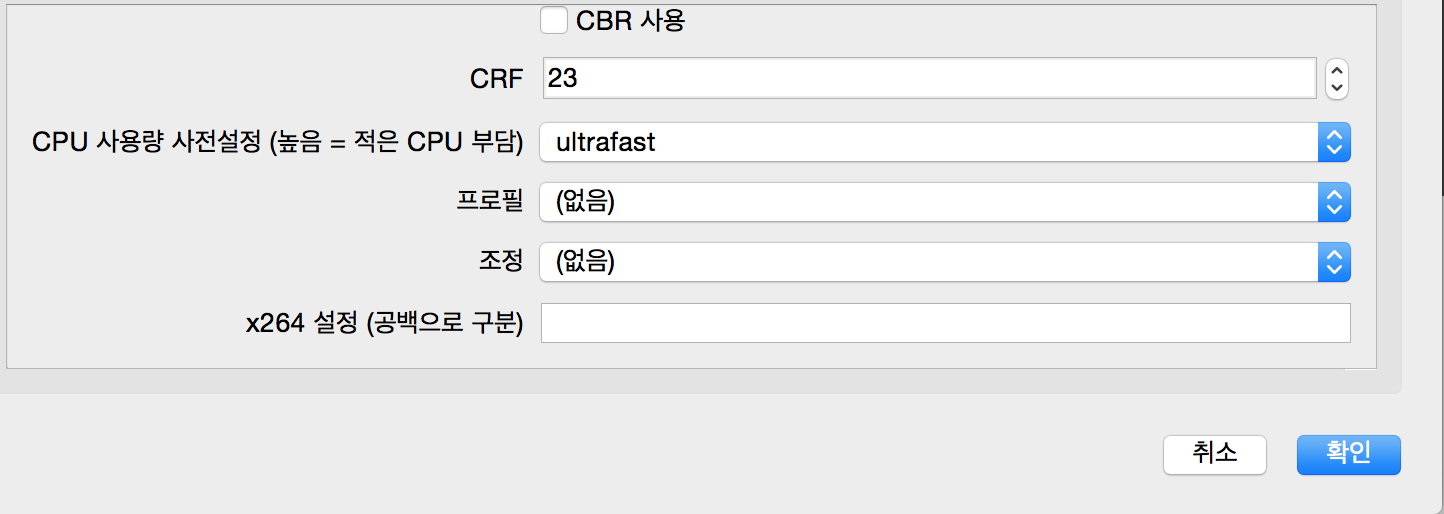 CBR 사용
CRF 23
CPU 사용량 사전설정 (높음 = 적은 CPU 부담) ultrafast
프로필 (없음)
조정 (없음)
x264 설정 (공백으로 구분)
취소 확인